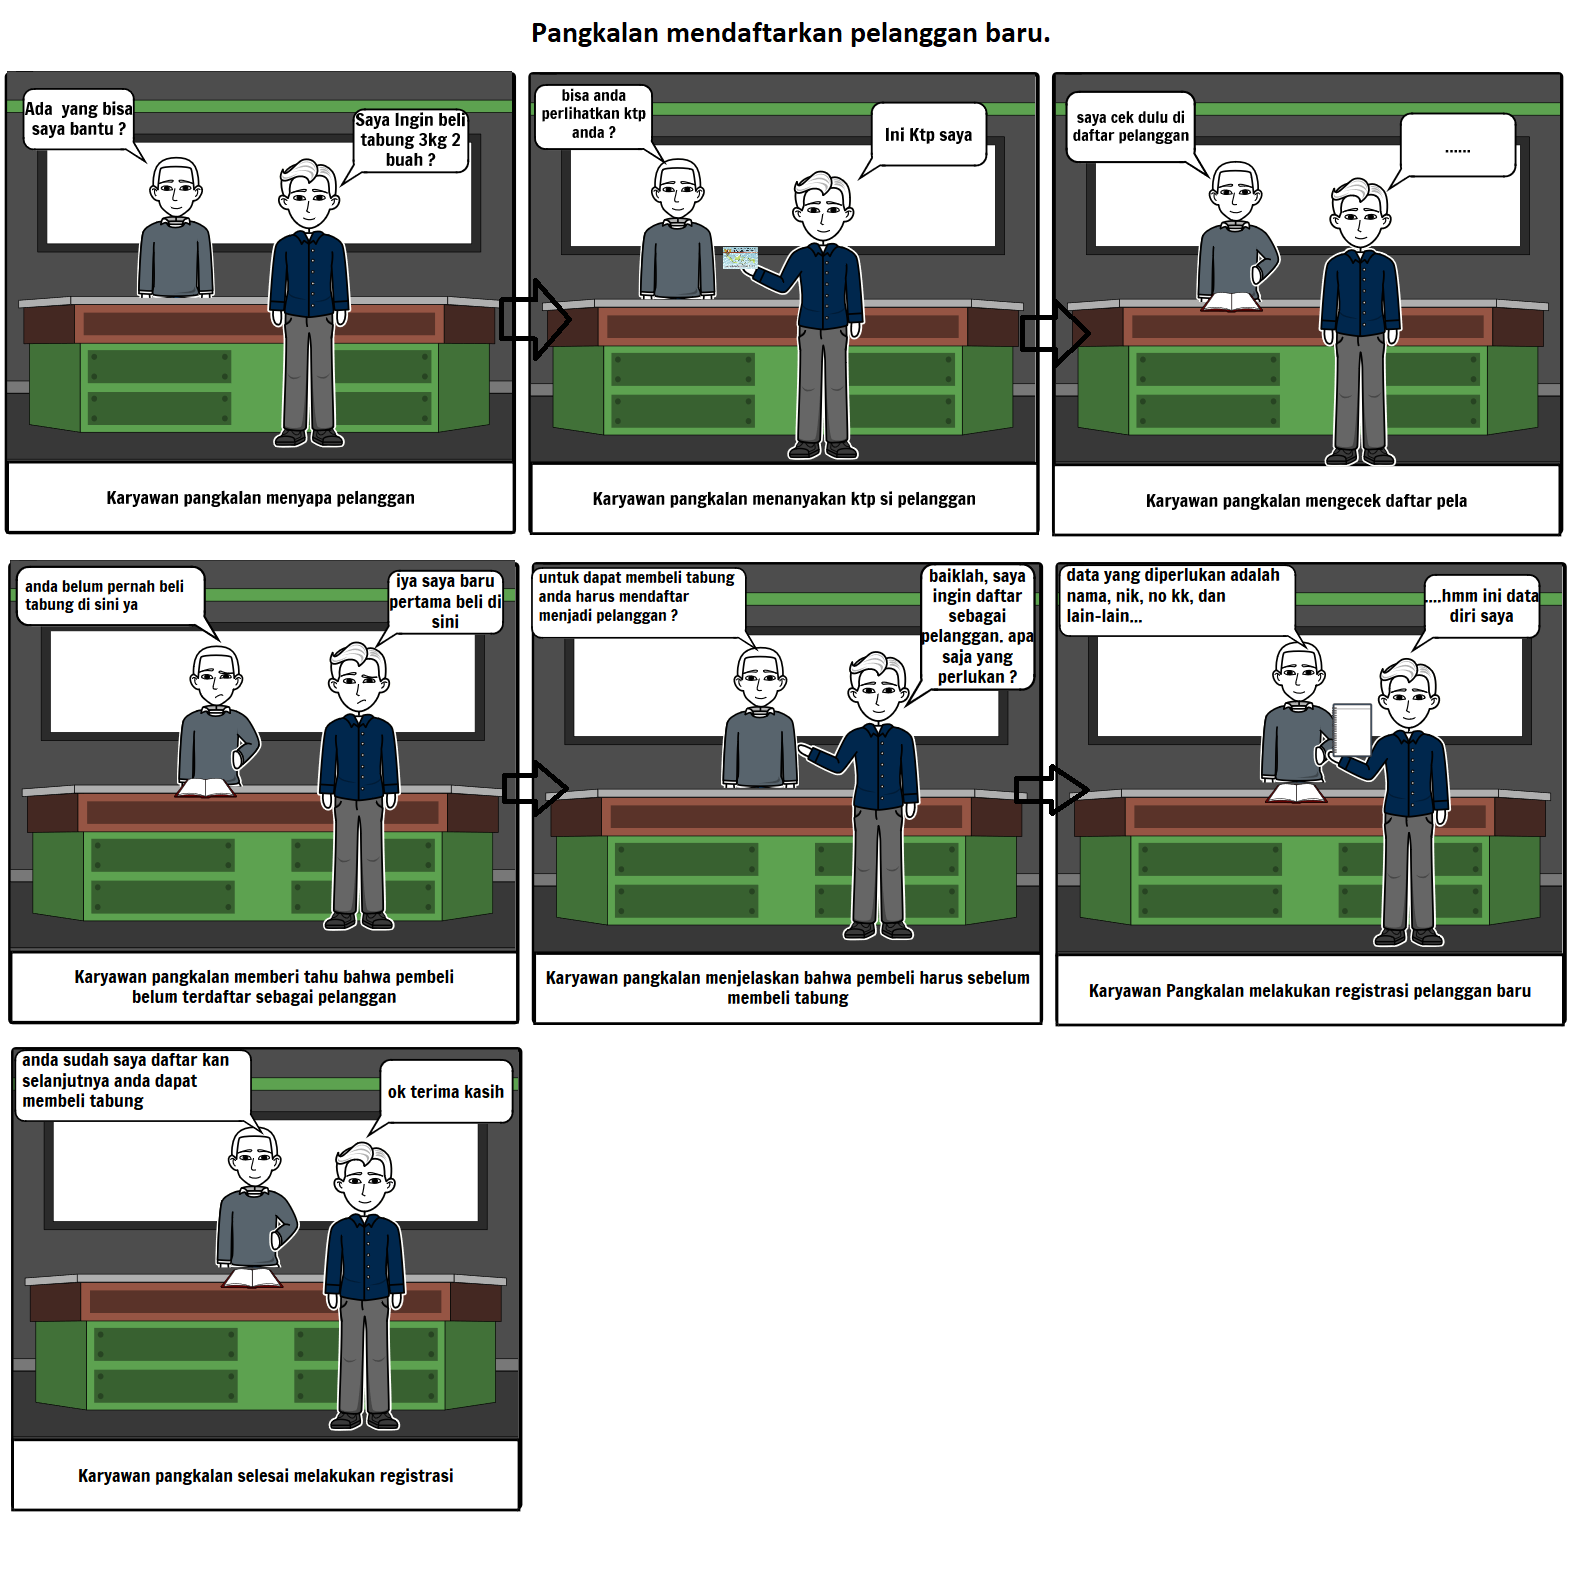 Pangkalan mendaftarkan pelanggan baru.
Ada yang bisa
saya bantu ?
Saya Ingin beli
tabung 3kg 2
buah ?
Karyawan pangkalan menyapa pelanggan
bisa anda
perlihatkan ktp
anda ?
Ini Ktp saya
Karyawan pangkalan menanyakan ktp si pelanggan
saya cek dulu di
daftar pelanggan
......
Karyawan pangkalan mengecek daftar pela
anda belum pernah beli
tabung di sini ya
iya saya baru
pertama beli di
sini
Karyawan pangkalan memberi tahu bahwa pembeli
belum terdaftar sebagai pelanggan
untuk dapat membeli tabung
anda harus mendaftar
menjadi pelanggan ?
baiklah, saya
ingin daftar
sebagai
pelanggan. apa
saja yang
perlukan ?
Karyawan pangkalan menjelaskan bahwa pembeli harus sebelum
membeli tabung
data yang diperlukan adalah
nama, nik, no kk, dan
lain-lain...
....hmm ini data
diri saya
Karyawan Pangkalan melakukan registrasi pelanggan baru
anda sudah saya daftar kan
selanjutnya anda dapat
membeli tabung
ok terima kasih
Karyawan pangkalan selesai melakukan registrasi